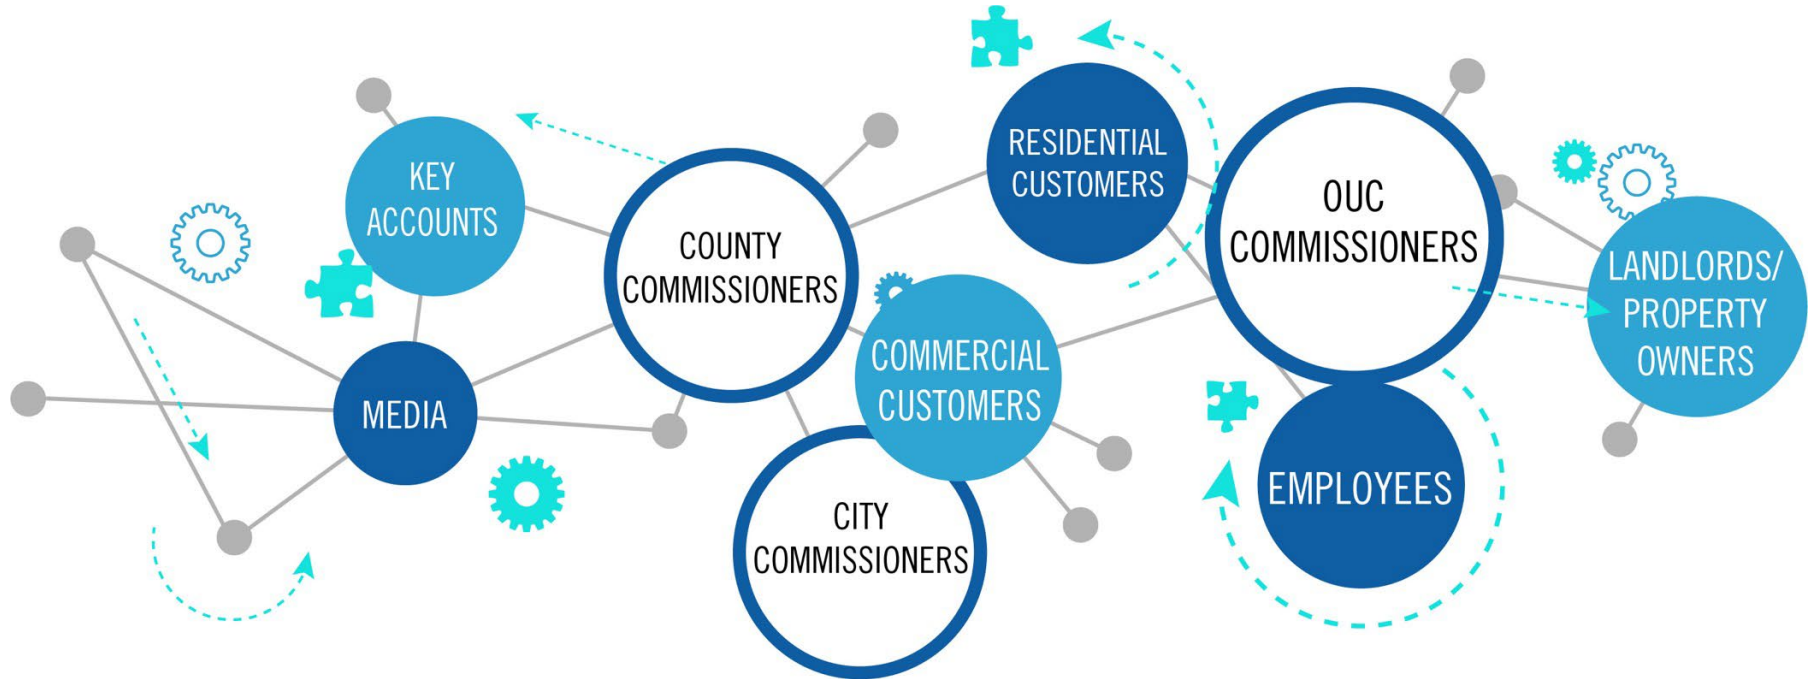 KEY
ACCOUNTS
MEDIA
COUNTY
COMMISSIONERS
CITY
COMMISSIONERS
COMMERCIAL
CUSTOMERS
RESIDENTIAL
CUSTOMERS
OUC
COMMISSIONERS
EMPLOYEES
LANDLORDS/
PROPERTY
OWNERS